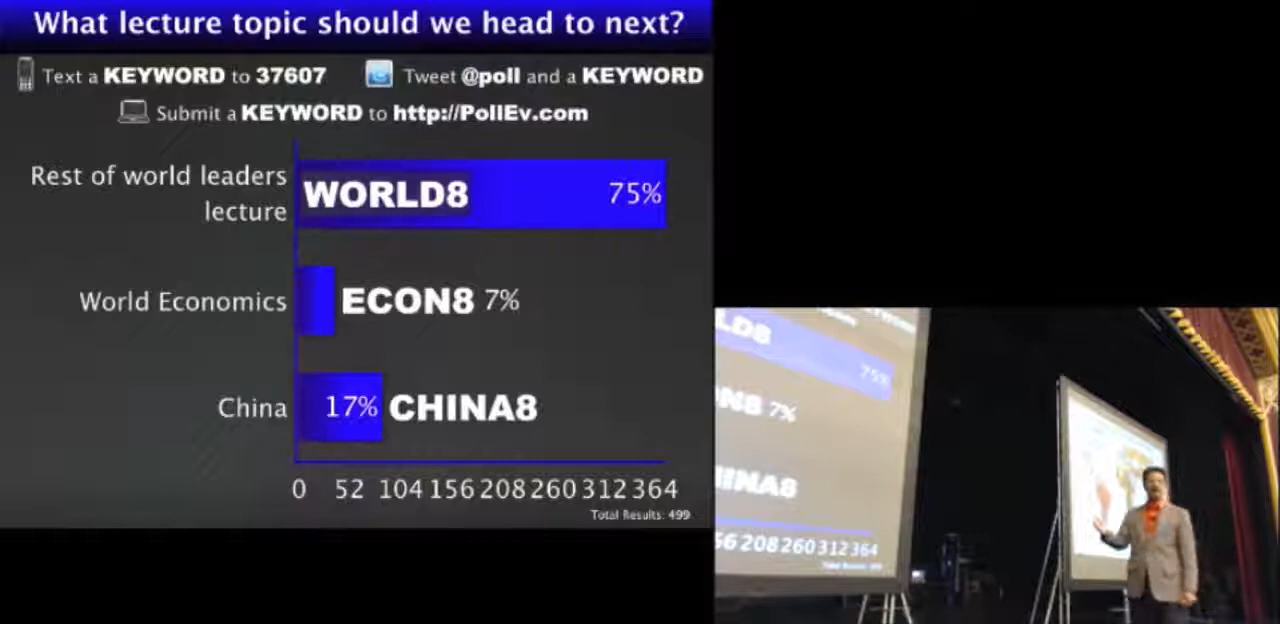 What lecture topic should we head to next?
Text a KEYWORD to 37607 Tweet @poll and a KEYWORD
Submit a KEYWORD to http://PollEv.com
Rest of world leaders
lecture
WORLD8 75%
World Economics ECON8 7%
China 17% CHINA8
0 52 104 156 208 260 312 364
Total Results: 499
LD8
75%
N8 7%
INA8
56 208 260 312 364